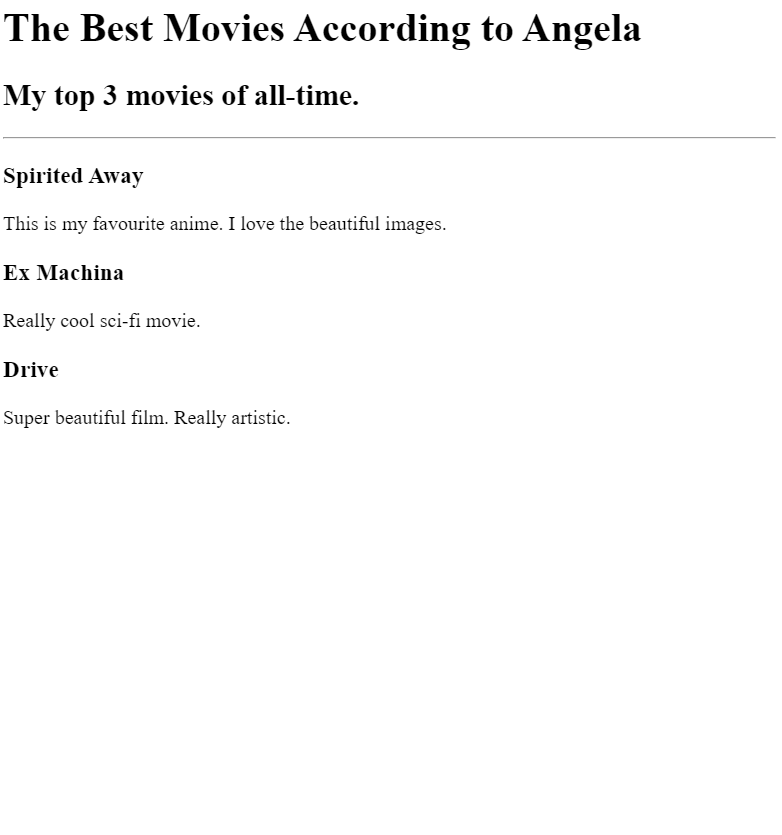 The Best Movies According to Angela
My top 3 movies of all-time.
Spirited Away
This is my favourite anime. I love the beautiful images.
Ex Machina
Really cool sci-fi movie.
Drive
Super beautiful film. Really artistic.